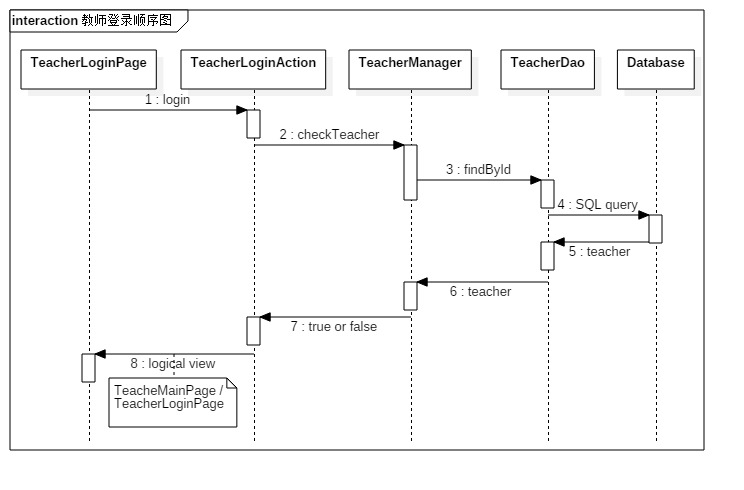 interaction 教师登录顺序图
TeacherLoginPage
TeacherLoginAction
TeacherManager
TeacherDao
Database
1 : login
2 : checkTeacher
3 : findById
4 : SQL query
5 : teacher
6 : teacher
7 : true or false
8 : logical view
TeacheMainPage /
TeacherLoginPage